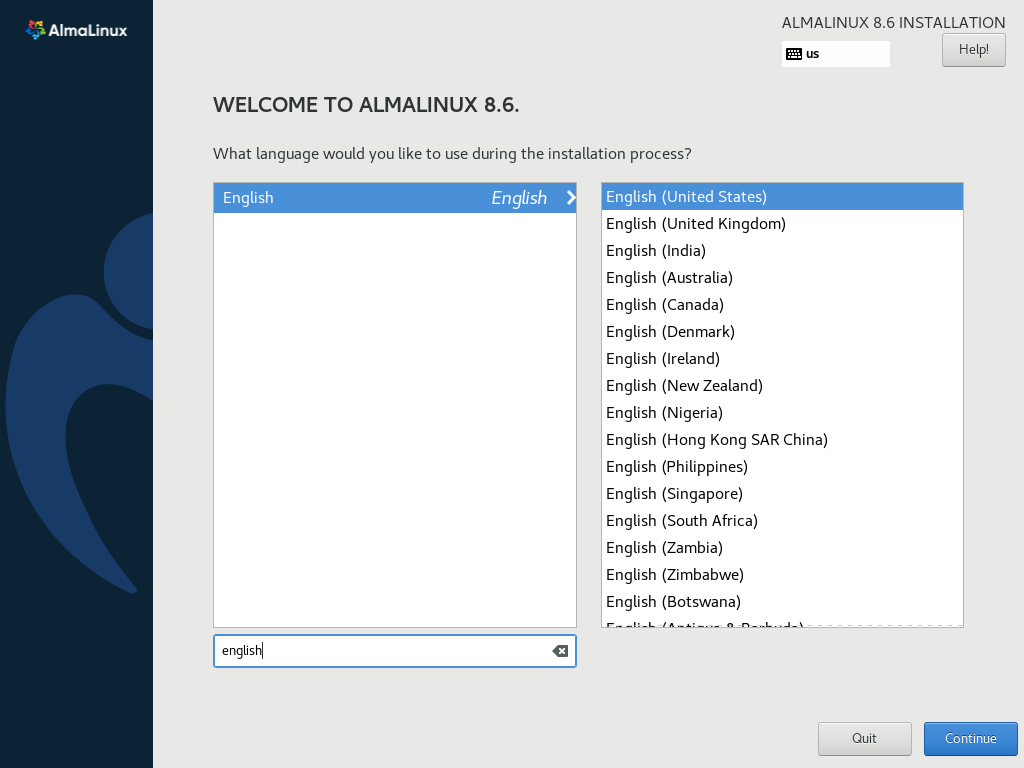 AlmaLinux
ALMALINUX 8.6 INSTALLATION
us
Help!
WELCOME TO ALMALINUX 8.6.
What language would you like to use during the installation process?
English English
English (United States)
English (United Kingdom)
English (India)
English (Australia)
English (Canada)
English (Denmark)
English (Ireland)
English (New Zealand)
English (Nigeria)
English (Hong Kong SAR China)
English (Philippines)
English (Singapore)
English (South Africa)
English (Zambia)
English (Zimbabwe)
English (Botswana)
English (Antigua & Barbuda)
english
Quit
Continue